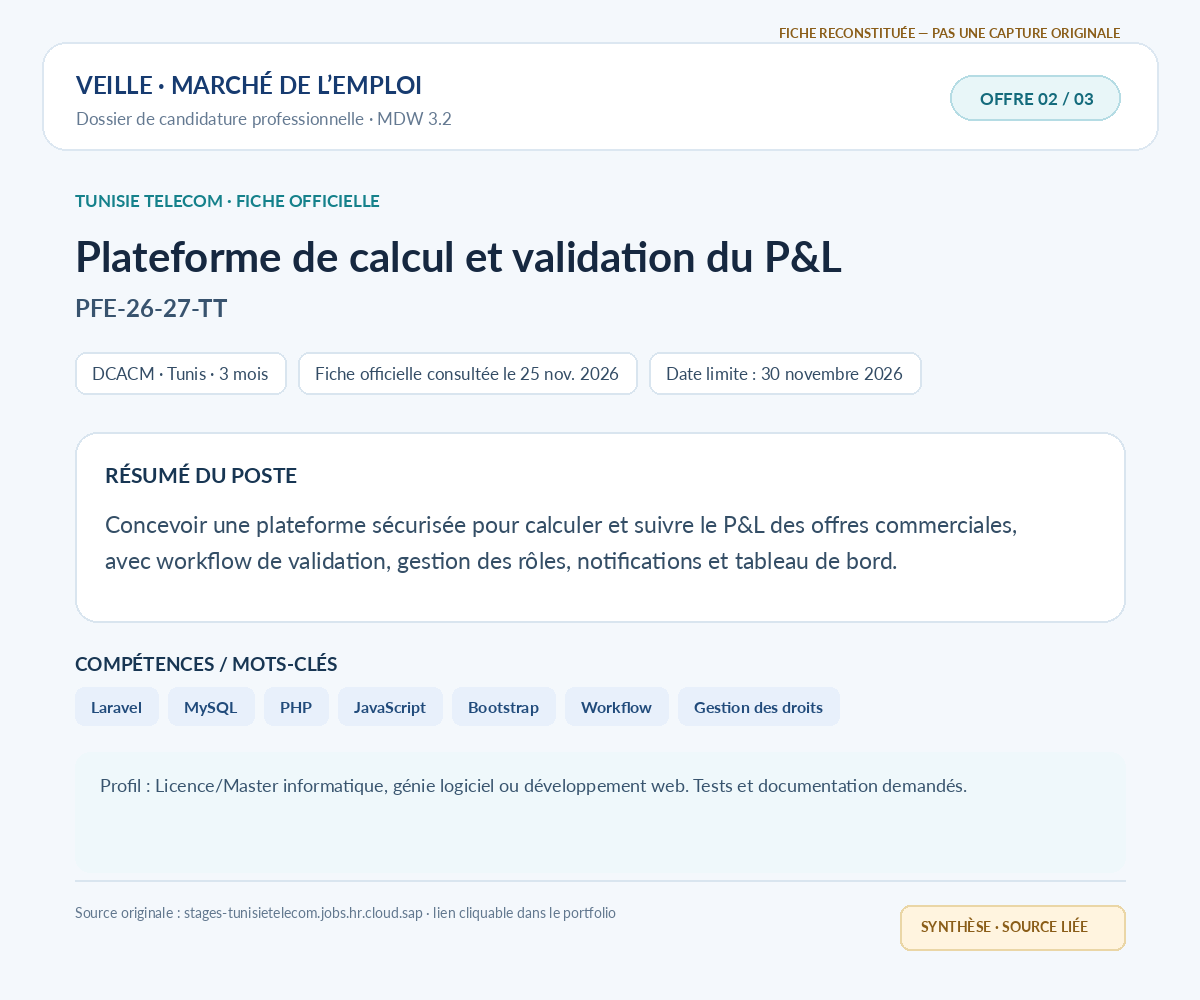 FICHE RECONSTITUÉE — PAS UNE CAPTURE ORIGINALE
VEILLE · MARCHÉ DE L’EMPLOI
Dossier de candidature professionnelle · MDW 3.2
OFFRE 02 / 03
TUNISIE TELECOM · FICHE OFFICIELLE
Plateforme de calcul et validation du P&L
PFE-26-27-TT
DCACM · Tunis · 3 mois
Fiche officielle consultée le 25 nov. 2026
Date limite : 30 novembre 2026
RÉSUMÉ DU POSTE
Concevoir une plateforme sécurisée pour calculer et suivre le P&L des offres commerciales,
avec workflow de validation, gestion des rôles, notifications et tableau de bord.
COMPÉTENCES / MOTS-CLÉS
Laravel
MySQL
PHP
JavaScript
Bootstrap
Workflow
Gestion des droits
Profil : Licence/Master informatique, génie logiciel ou développement web. Tests et documentation demandés.
Source originale : stages-tunisietelecom.jobs.hr.cloud.sap · lien cliquable dans le portfolio
SYNTHÈSE · SOURCE LIÉE